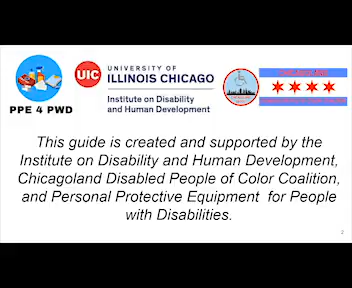 PPE 4 PWD
UIC
UNIVERSITY OF
ILLINOIS CHICAGO
Institute on Disability
and Human Development
This guide is created and supported by the
Institute on Disability and Human Development,
Chicagoland Disabled People of Color Coalition,
and Personal Protective Equipment for People
with Disabilities.
2